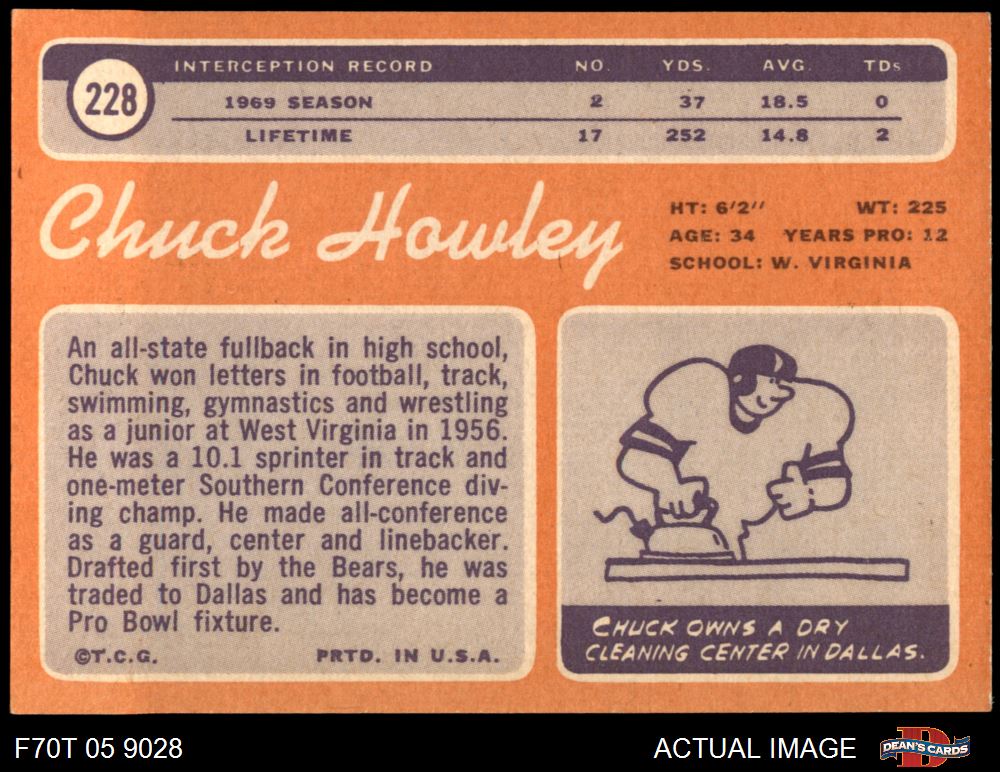 228
INTERCEPTION RECORD NO. YDS. AVG. TDs
1969 SEASON 2 37 18.5 0
LIFETIME 17 252 14.8 2
Chuck Howley
HT: 6'2" WT: 225
AGE: 34 YEARS PRO: 12
SCHOOL: W. VIRGINIA
An all-state fullback in high school,
Chuck won letters in football, track,
swimming, gymnastics and wrestling
as a junior at West Virginia in 1956.
He was a 10.1 sprinter in track and
one-meter Southern Conference div-
ing champ. He made all-conference
as a guard, center and linebacker.
Drafted first by the Bears, he was
traded to Dallas and has become a
Pro Bowl fixture.
©T.C.G. PRTD. IN U.S.A.
CHUCK OWNS A DRY
CLEANING CENTER IN DALLAS.
F70T 05 9028 ACTUAL IMAGE D DEAN'S CARDS